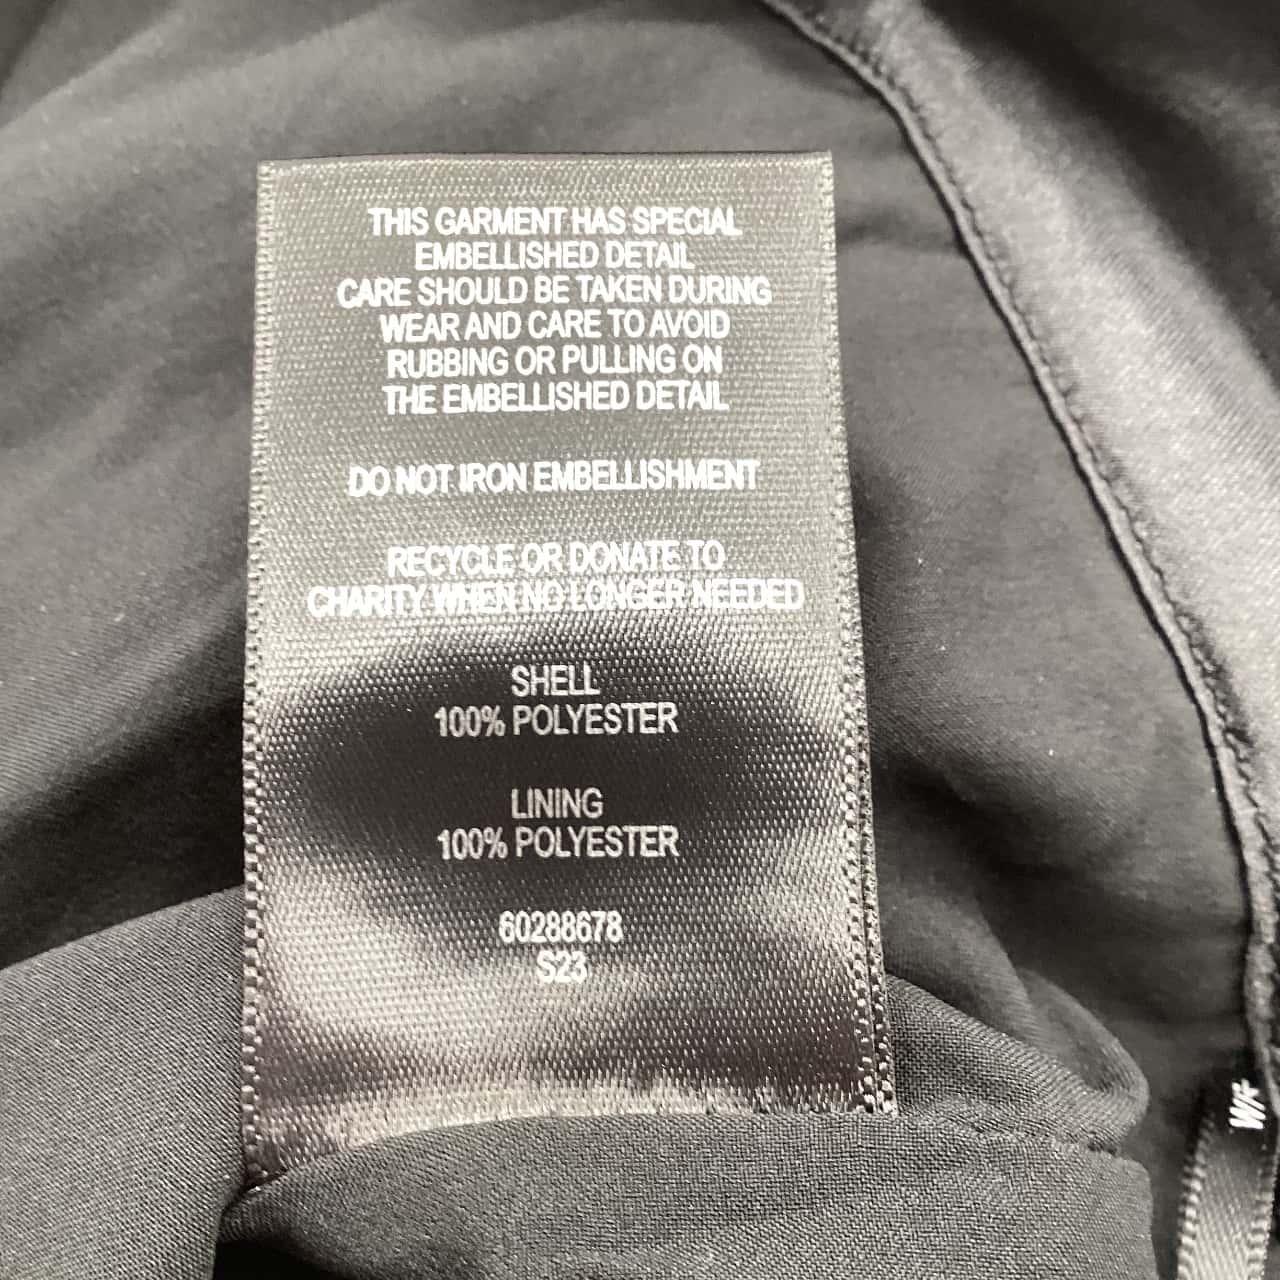 THIS GARMENT HAS SPECIAL
EMBELLISHED DETAIL
CARE SHOULD BE TAKEN DURING
WEAR AND CARE TO AVOID
RUBBING OR PULLING ON
THE EMBELLISHED DETAIL
DO NOT IRON EMBELLISHMENT
RECYCLE OR DONATE TO
CHARITY WHEN NO LONGER NEEDED
SHELL
100% POLYESTER
LINING
100% POLYESTER
60288678
S23